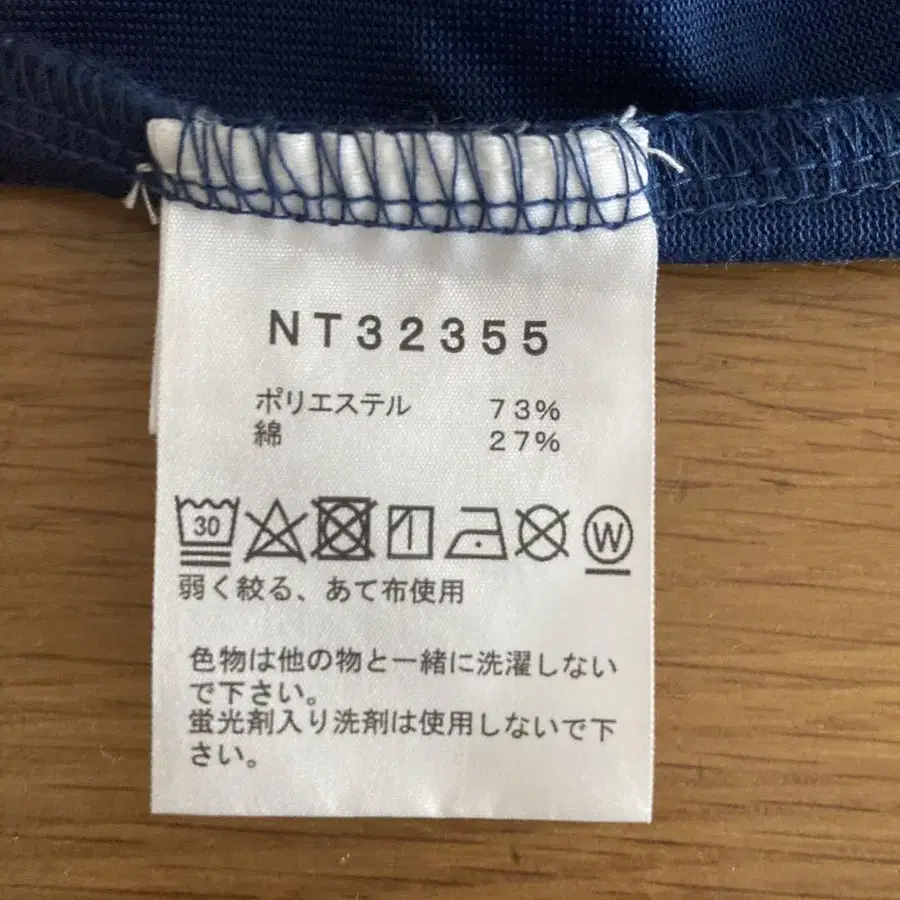 NT32355
ポリエステル 73%
綿 27%
30 W
弱く絞る、あて布使用
色物は他の物と一緒に洗濯しない
で下さい。
蛍光剤入り洗剤は使用しないで下
さい。